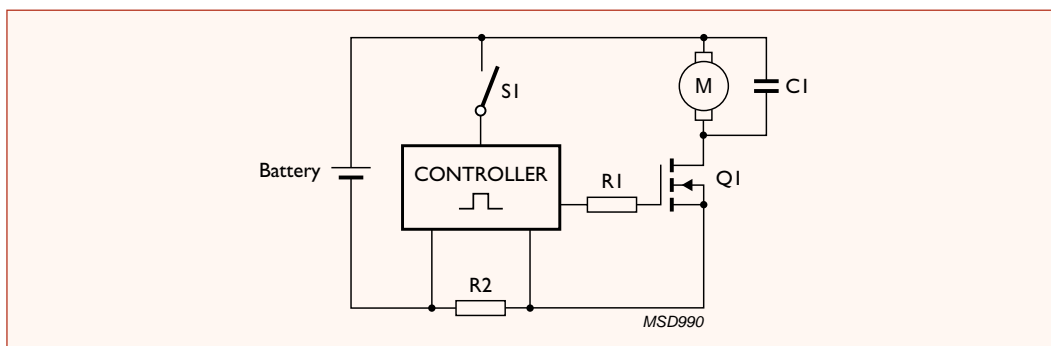 S1
M
C1
Battery
CONTROLLER
R1
Q1
R2
MSD990